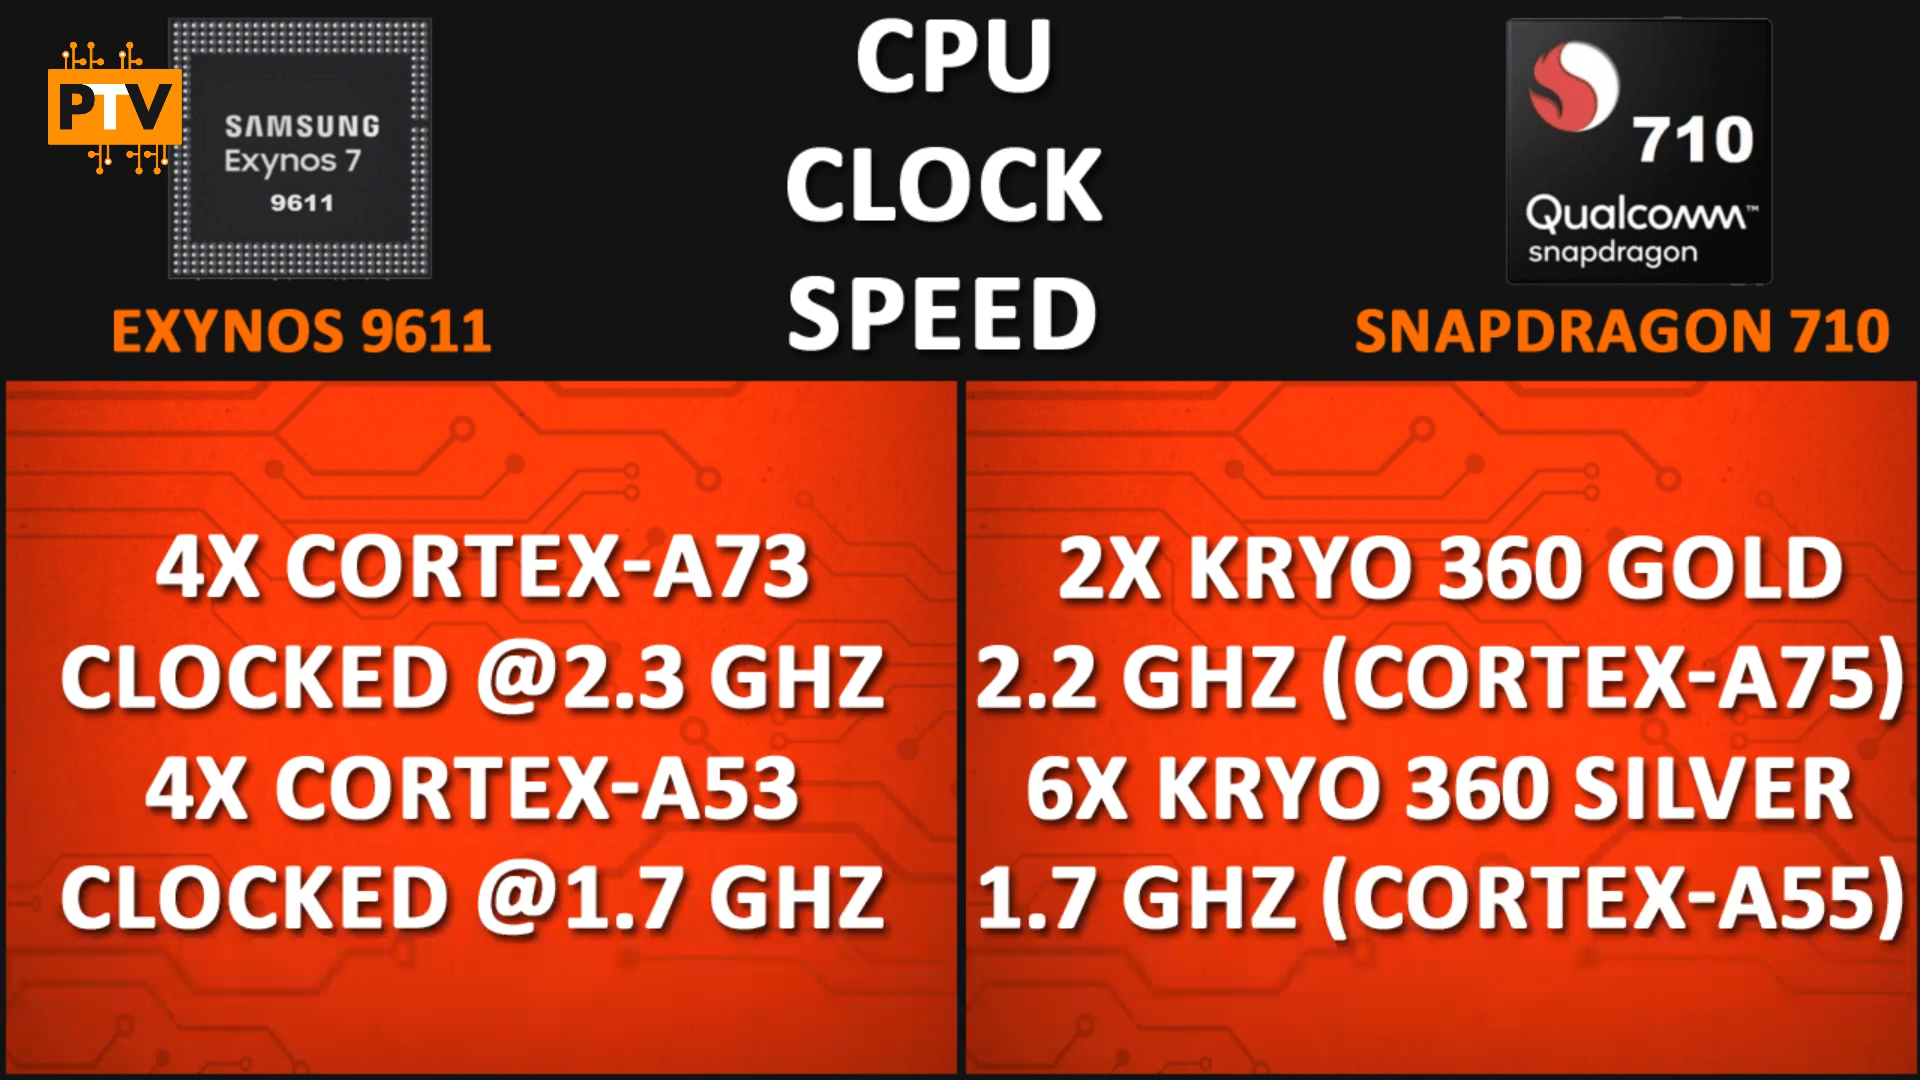 PTV
SAMSUNG
Exynos 7
9611
EXYNOS 9611
CPU
CLOCK
SPEED
710
Qualcomm™
snapdragon
SNAPDRAGON 710
4X CORTEX-A73
CLOCKED @2.3 GHZ
4X CORTEX-A53
CLOCKED @1.7 GHZ
2X KRYO 360 GOLD
2.2 GHZ (CORTEX-A75)
6X KRYO 360 SILVER
1.7 GHZ (CORTEX-A55)